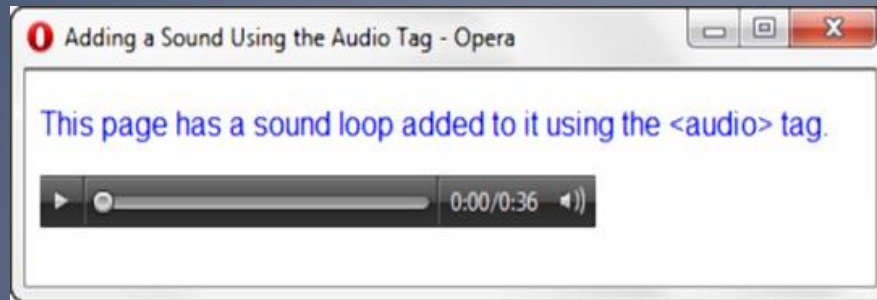 Adding a Sound Using the Audio Tag - Opera
This page has a sound loop added to it using the <audio> tag.
0:00/0:36